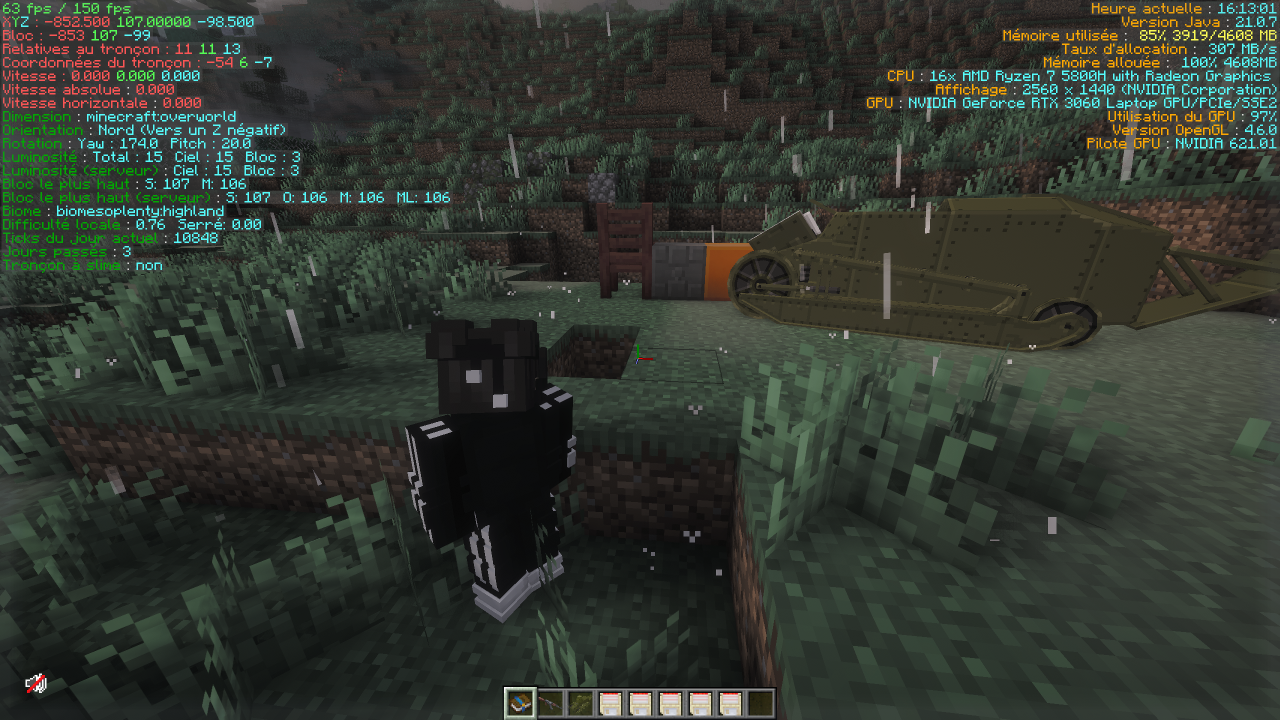 63 fps / 150 fps
XYZ : -852.500 107.00000 -98.500
Bloc : -853 107 -99
Relatives au tronçon : 11 11 13
Coordonnées du tronçon : -54 6 -7
Vitesse : 0.000 0.000 0.000
Vitesse absolue : 0.000
Vitesse horizontale : 0.000
Dimension : minecraft:overworld
Orientation : Nord (Vers un Z négatif)
Rotation : Yaw : 174.0 Pitch : 20.0
Luminosité : Total : 15 Ciel : 15 Bloc : 3
Luminosité (serveur) : Ciel : 15 Bloc : 3
Bloc le plus haut : S: 107 M: 106
Bloc le plus haut (serveur) : S: 107 O: 106 M: 106 ML: 106
Biome : biomesoplenty:highland
Difficulté locale : 0.76 Serré: 0.00
Ticks du jour actuel : 10848
Jours passés : 3
Tronçon à slime : non
Heure actuelle : 16:13:01
Version Java : 21.0.7
Mémoire utilisée : 85% 3919/4608 MB
Taux d'allocation : 307 MB/s
Mémoire allouée : 100% 4608MB
CPU : 16x AMD Ryzen 7 5800H with Radeon Graphics
Affichage : 2560 x 1440 (NVIDIA Corporation)
GPU : NVIDIA GeForce RTX 3060 Laptop GPU/PCIe/SSE2
Utilisation du GPU : 97%
Version OpenGL : 4.6.0
Pilote GPU : NVIDIA 621.01